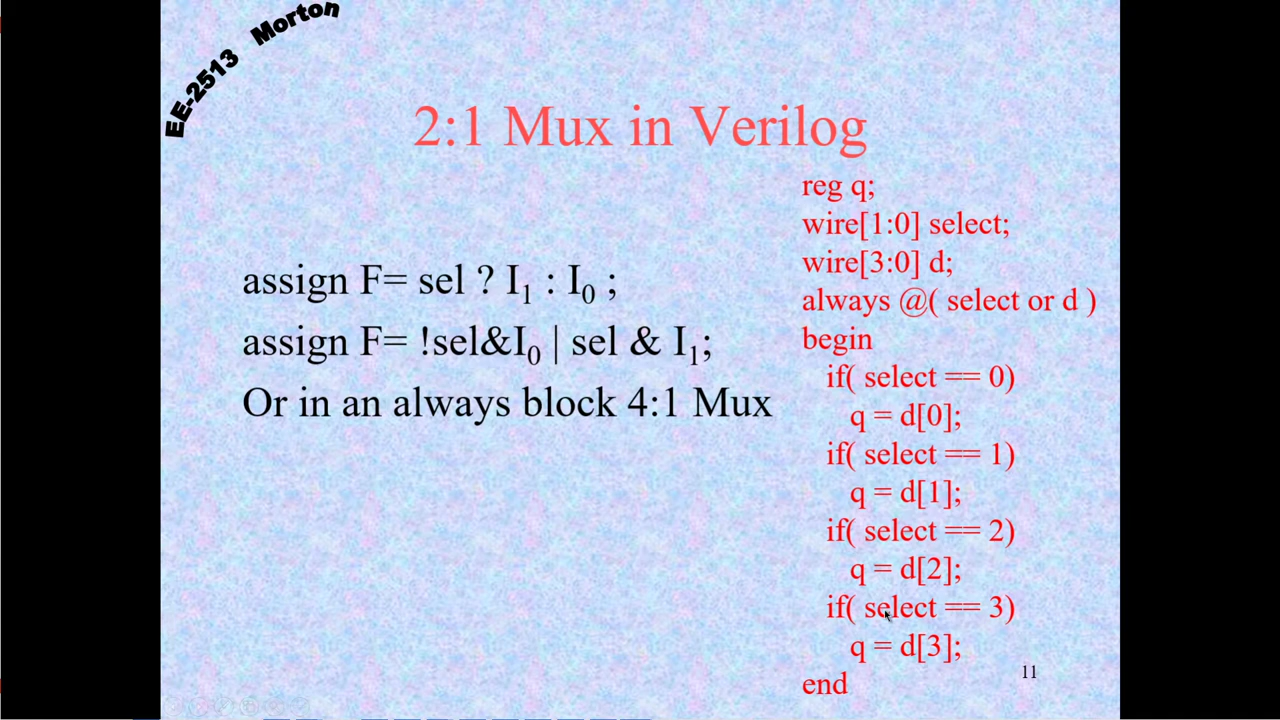 EE-2513 Morton
2:1 Mux in Verilog
assign F= sel ? I₁ : I₀ ;
assign F= !sel&I₀ | sel & I₁;
Or in an always block 4:1 Mux
reg q;
wire[1:0] select;
wire[3:0] d;
always @( select or d )
begin
if( select == 0)
q = d[0];
if( select == 1)
q = d[1];
if( select == 2)
q = d[2];
if( select == 3)
q = d[3];
end
11